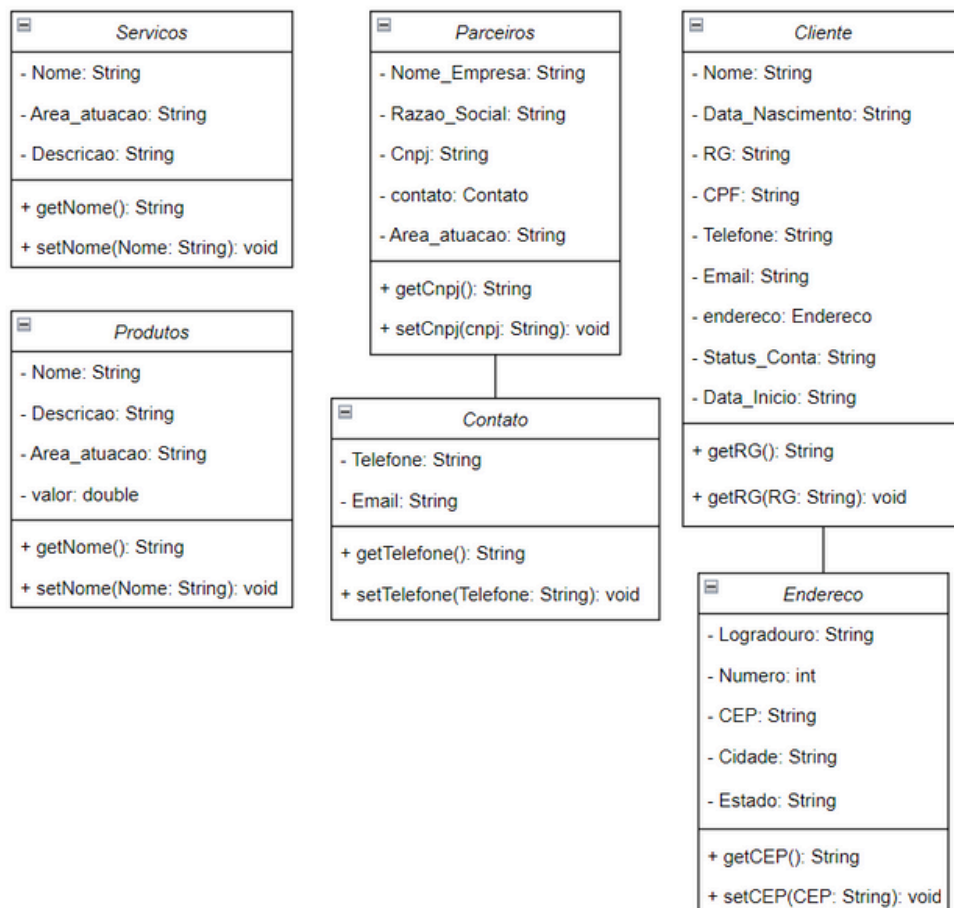 Servicos
- Nome: String
- Area_atuacao: String
- Descricao: String
+ getNome(): String
+ setNome(Nome: String): void
Produtos
- Nome: String
- Descricao: String
- Area_atuacao: String
- valor: double
+ getNome(): String
+ setNome(Nome: String): void
Parceiros
- Nome_Empresa: String
- Razao_Social: String
- Cnpj: String
- contato: Contato
- Area_atuacao: String
+ getCnpj(): String
+ setCnpj(cnpj: String): void
Contato
- Telefone: String
- Email: String
+ getTelefone(): String
+ setTelefone(Telefone: String): void
Cliente
- Nome: String
- Data_Nascimento: String
- RG: String
- CPF: String
- Telefone: String
- Email: String
- endereco: Endereco
- Status_Conta: String
- Data_Inicio: String
+ getRG(): String
+ getRG(RG: String): void
Endereco
- Logradouro: String
- Numero: int
- CEP: String
- Cidade: String
- Estado: String
+ getCEP(): String
+ setCEP(CEP: String): void